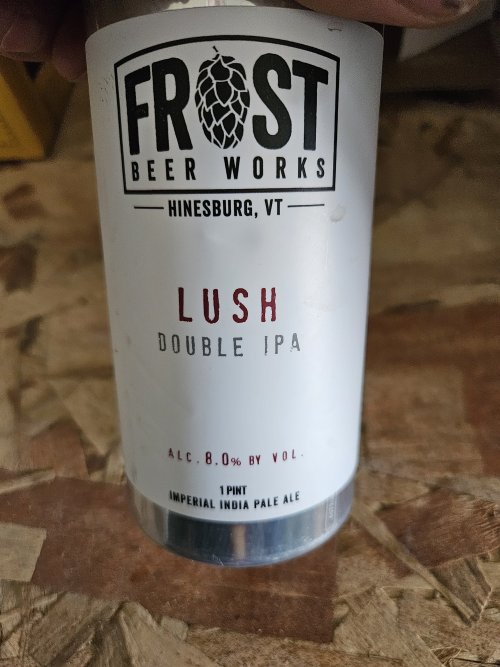 FROST
BEER WORKS
HINESBURG, VT
LUSH
DOUBLE IPA
ALC. 8.0% BY VOL.
1 PINT
IMPERIAL INDIA PALE ALE